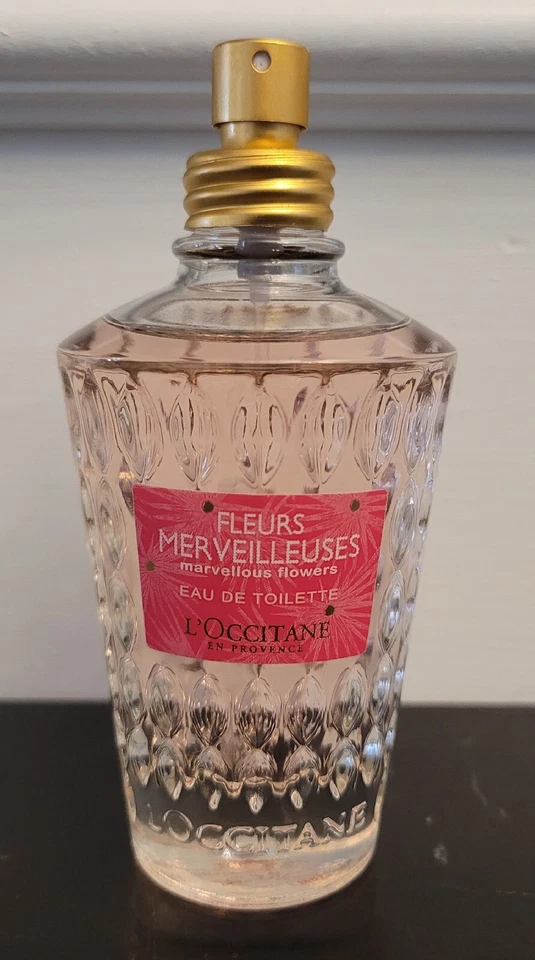 FLEURS
MERVEILLEUSES
marvellous flowers
EAU DE TOILETTE
L'OCCITANE
EN PROVENCE
L'OCCITANE